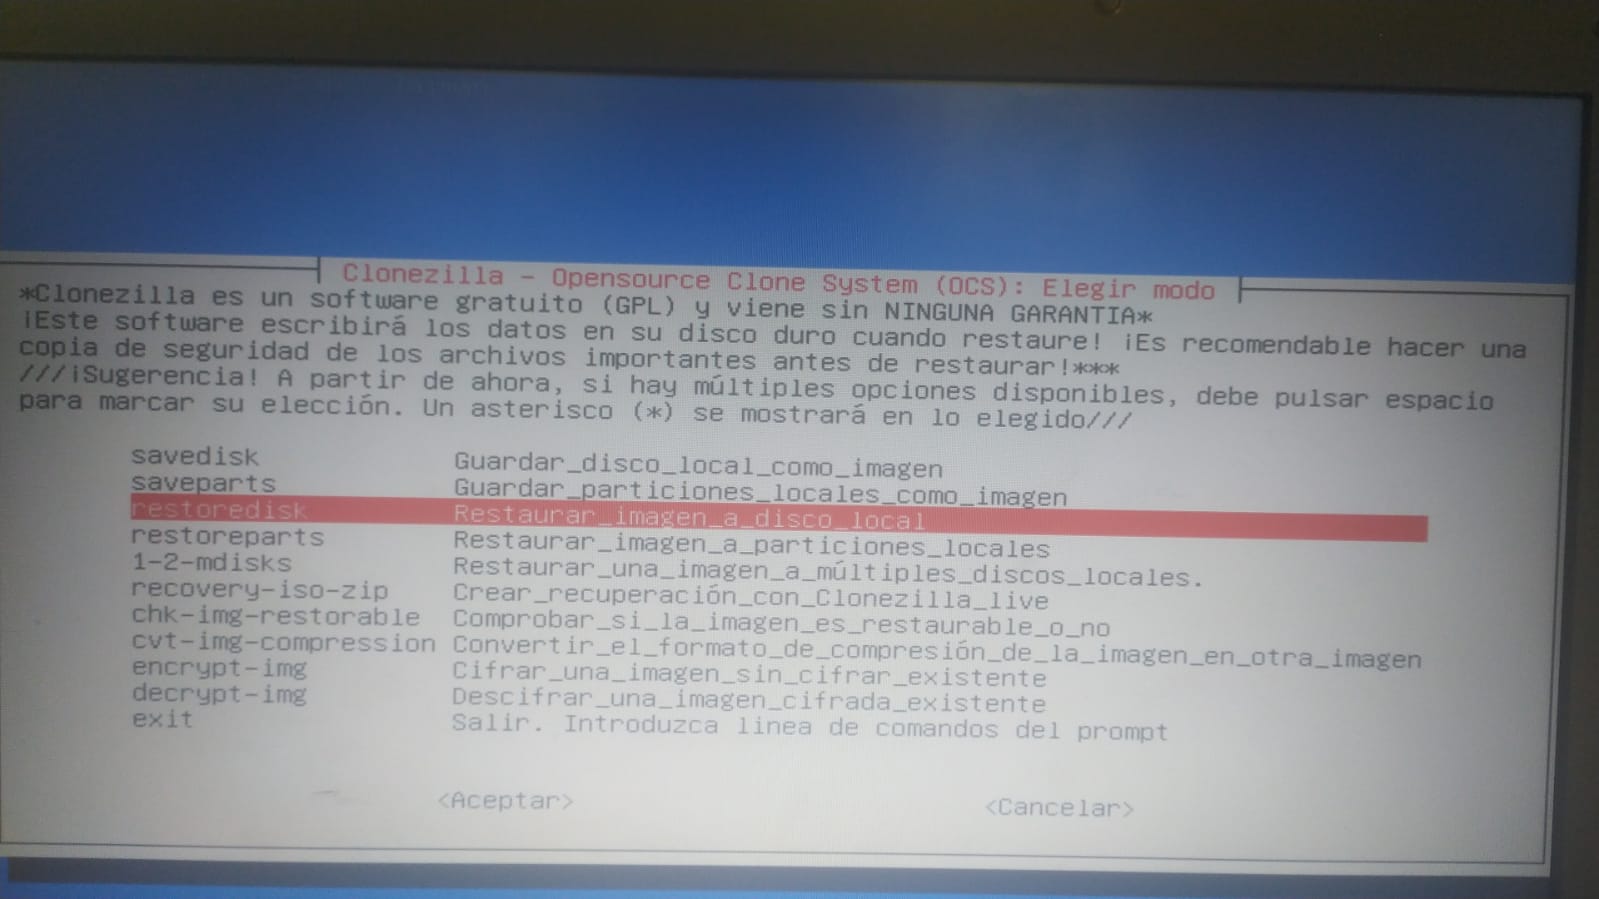 Clonezilla - Opensource Clone System (OCS): Elegir modo
*Clonezilla es un software gratuito (GPL) y viene sin NINGUNA GARANTIA*
¡Este software escribirá los datos en su disco duro cuando restaure! ¡Es recomendable hacer una
copia de seguridad de los archivos importantes antes de restaurar!***
///¡Sugerencia! A partir de ahora, si hay múltiples opciones disponibles, debe pulsar espacio
para marcar su elección. Un asterisco (*) se mostrará en lo elegido///
savedisk Guardar_disco_local_como_imagen
saveparts Guardar_particiones_locales_como_imagen
restoredisk Restaurar_imagen_a_disco_local
restoreparts Restaurar_imagen_a_particiones_locales
1-2-mdisks Restaurar_una_imagen_a_múltiples_discos_locales.
recovery-iso-zip Crear_recuperación_con_Clonezilla_live
chk-img-restorable Comprobar_si_la_imagen_es_restaurable_o_no
cvt-img-compression Convertir_el_formato_de_compresión_de_la_imagen_en_otra_imagen
encrypt-img Cifrar_una_imagen_sin_cifrar_existente
decrypt-img Descifrar_una_imagen_cifrada_existente
exit Salir. Introduzca linea de comandos del prompt
<Aceptar> <Cancelar>